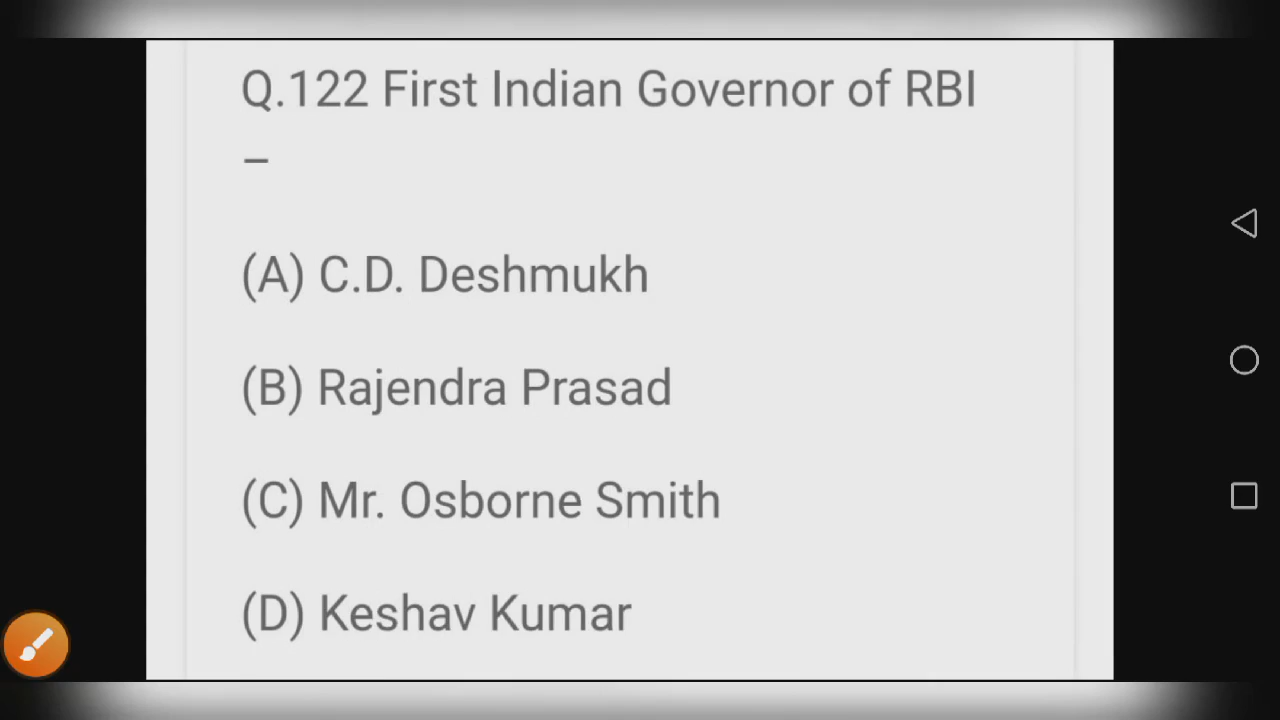 Q.122 First Indian Governor of RBI
–
(A) C.D. Deshmukh
(B) Rajendra Prasad
(C) Mr. Osborne Smith
(D) Keshav Kumar